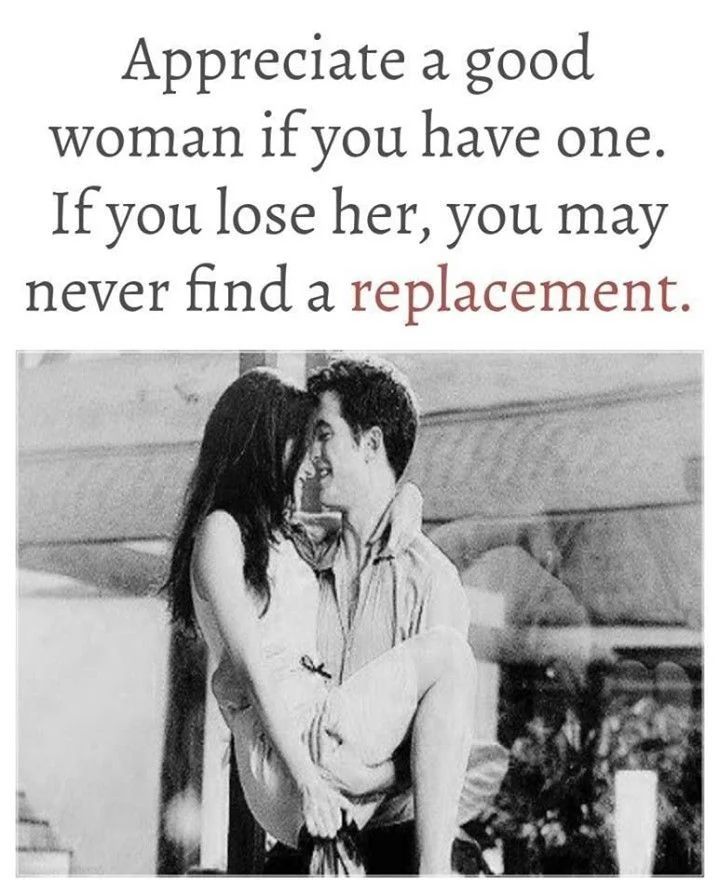 Appreciate a good
woman if you have one.
If you lose her, you may
never find a replacement.